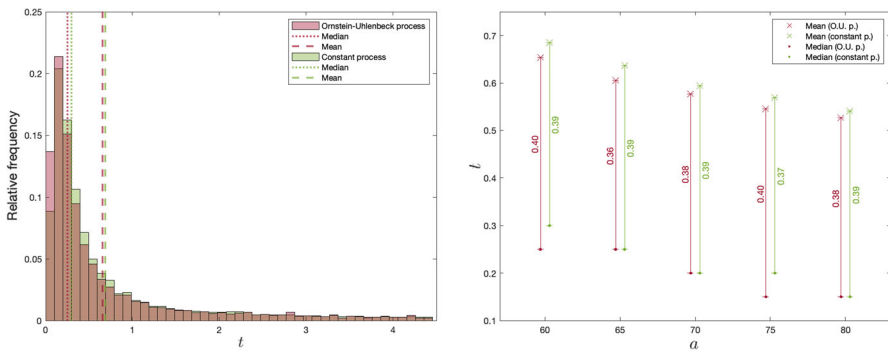 Ornstein-Uhlenbeck process
Median
Mean
Constant process
Median
Mean
Relative frequency
0.25
0.2
0.15
0.1
0.05
0
0
1
2
3
4
t
Mean (O.U. p.)
Mean (constant p.)
Median (O.U. p.)
Median (constant p.)
t
0.7
0.6
0.5
0.4
0.3
0.2
0.1
0.40
0.39
0.36
0.39
0.38
0.39
0.40
0.37
0.38
0.39
60
65
70
75
80
a